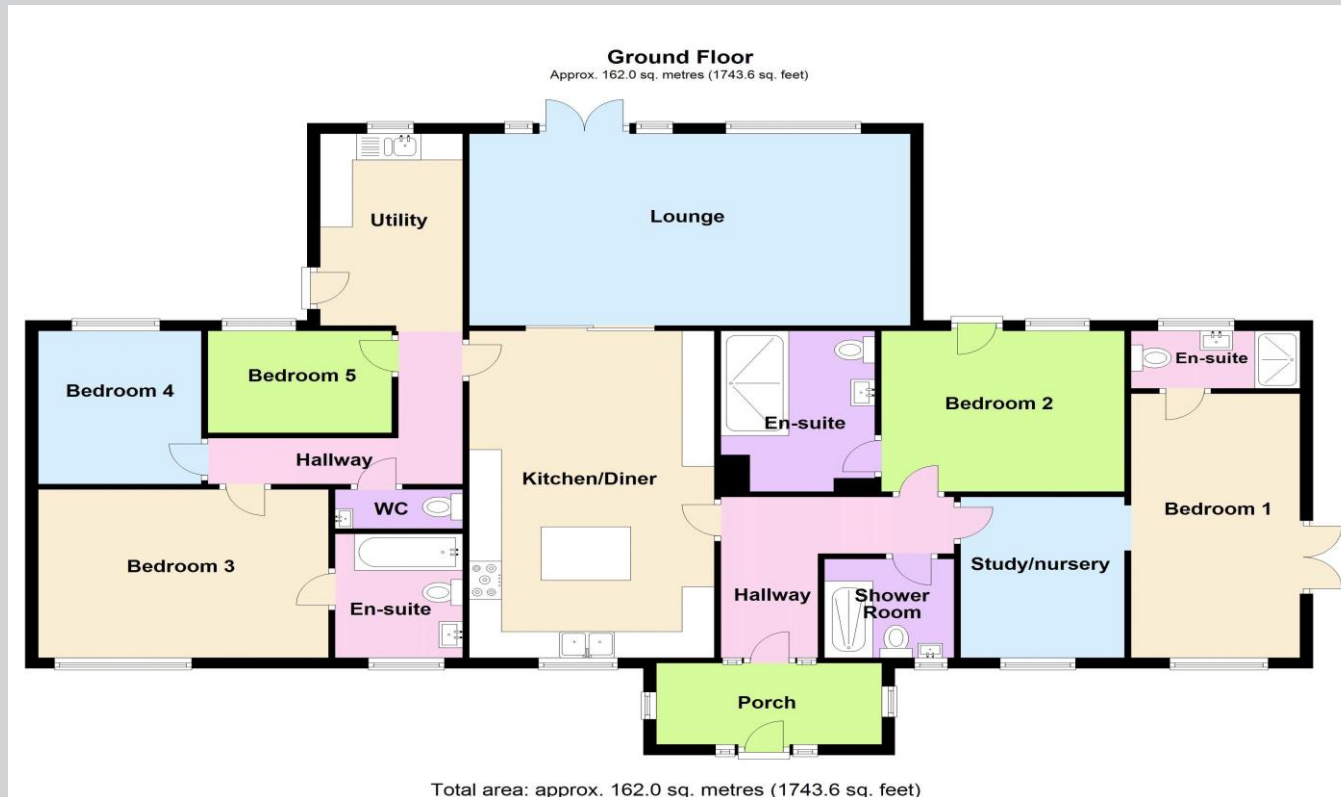 Ground Floor
Approx. 162.0 sq. metres (1743.6 sq. feet)
Utility
Lounge
Bedroom 4
Bedroom 5
En-suite
Bedroom 2
En-suite
Hallway
Kitchen/Diner
WC
Bedroom 1
Bedroom 3
Study/nursery
En-suite
Hallway
Shower
Room
Porch
Total area: approx. 162.0 sq. metres (1743.6 sq. feet)